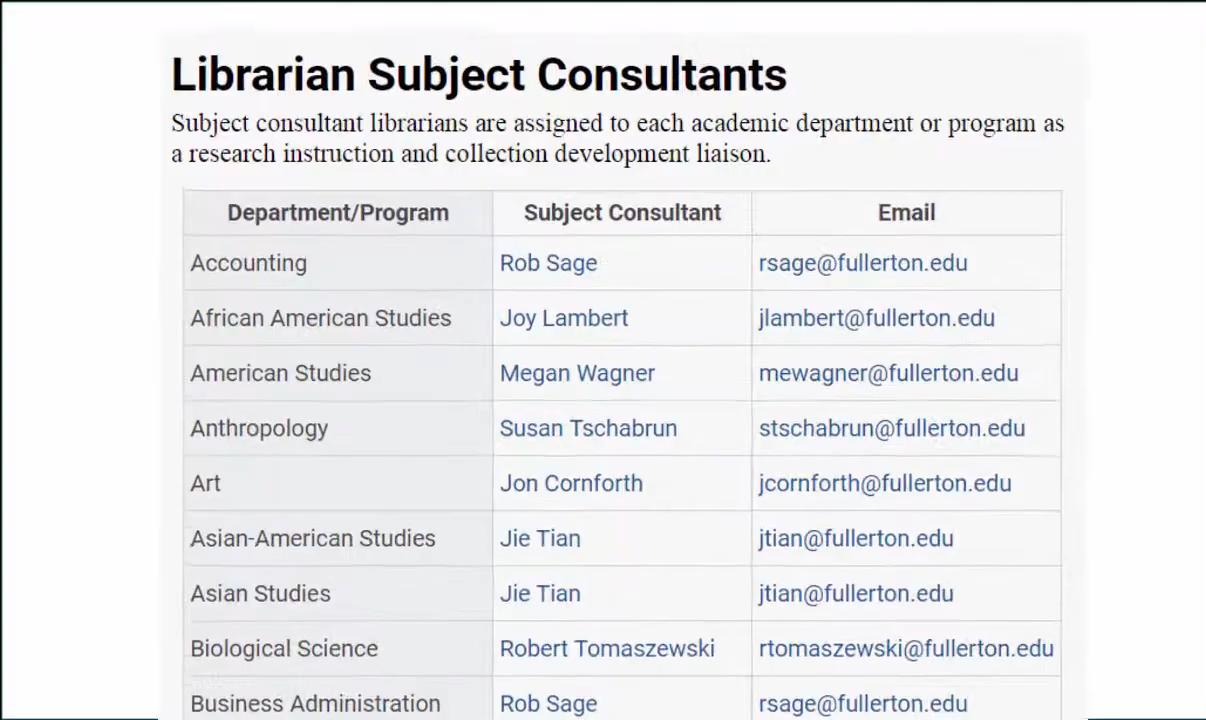 Librarian Subject Consultants
Subject consultant librarians are assigned to each academic department or program as
a research instruction and collection development liaison.
Department/Program Subject Consultant Email
Accounting Rob Sage rsage@fullerton.edu
African American Studies Joy Lambert jlambert@fullerton.edu
American Studies Megan Wagner mewagner@fullerton.edu
Anthropology Susan Tschabrun stschabrun@fullerton.edu
Art Jon Cornforth jcornforth@fullerton.edu
Asian-American Studies Jie Tian jtian@fullerton.edu
Asian Studies Jie Tian jtian@fullerton.edu
Biological Science Robert Tomaszewski rtomaszewski@fullerton.edu
Business Administration Rob Sage rsage@fullerton.edu